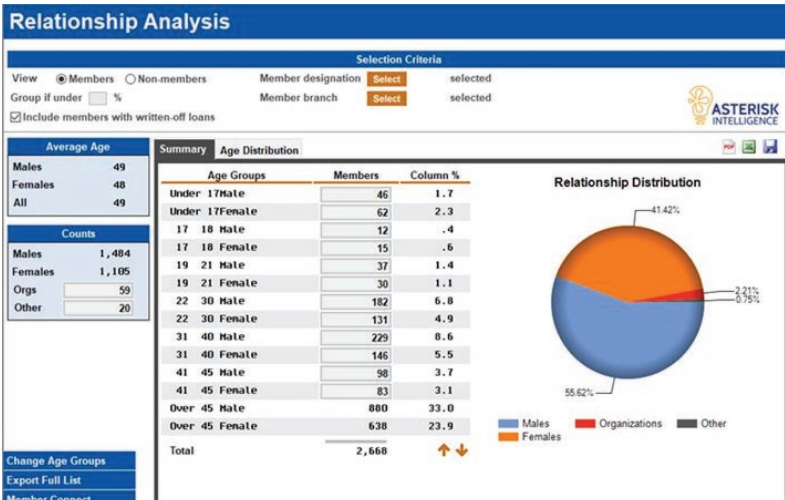 Relationship Analysis
Selection Criteria
View Members Non-members Member designation Select selected
Group if under % Member branch Select selected
Include members with written-off loans
ASTERISK
INTELLIGENCE
Average Age
Males 49
Females 48
All 49
Counts
Males 1,484
Females 1,105
Orgs 59
Other 20
Change Age Groups
Export Full List
Member Connect
Summary Age Distribution
PDF
Age Groups Members Column %
Under 17Male 46 1.7
Under 17Female 62 2.3
17 18 Male 12 .4
17 18 Female 15 .6
19 21 Male 37 1.4
19 21 Female 30 1.1
22 30 Male 182 6.8
22 30 Female 131 4.9
31 40 Male 229 8.6
31 40 Female 146 5.5
41 45 Male 98 3.7
41 45 Female 83 3.1
Over 45 Male 880 33.0
Over 45 Female 638 23.9
Total 2,668
Relationship Distribution
41.42%
2.21%
0.75%
55.62%
Males Organizations Other
Females